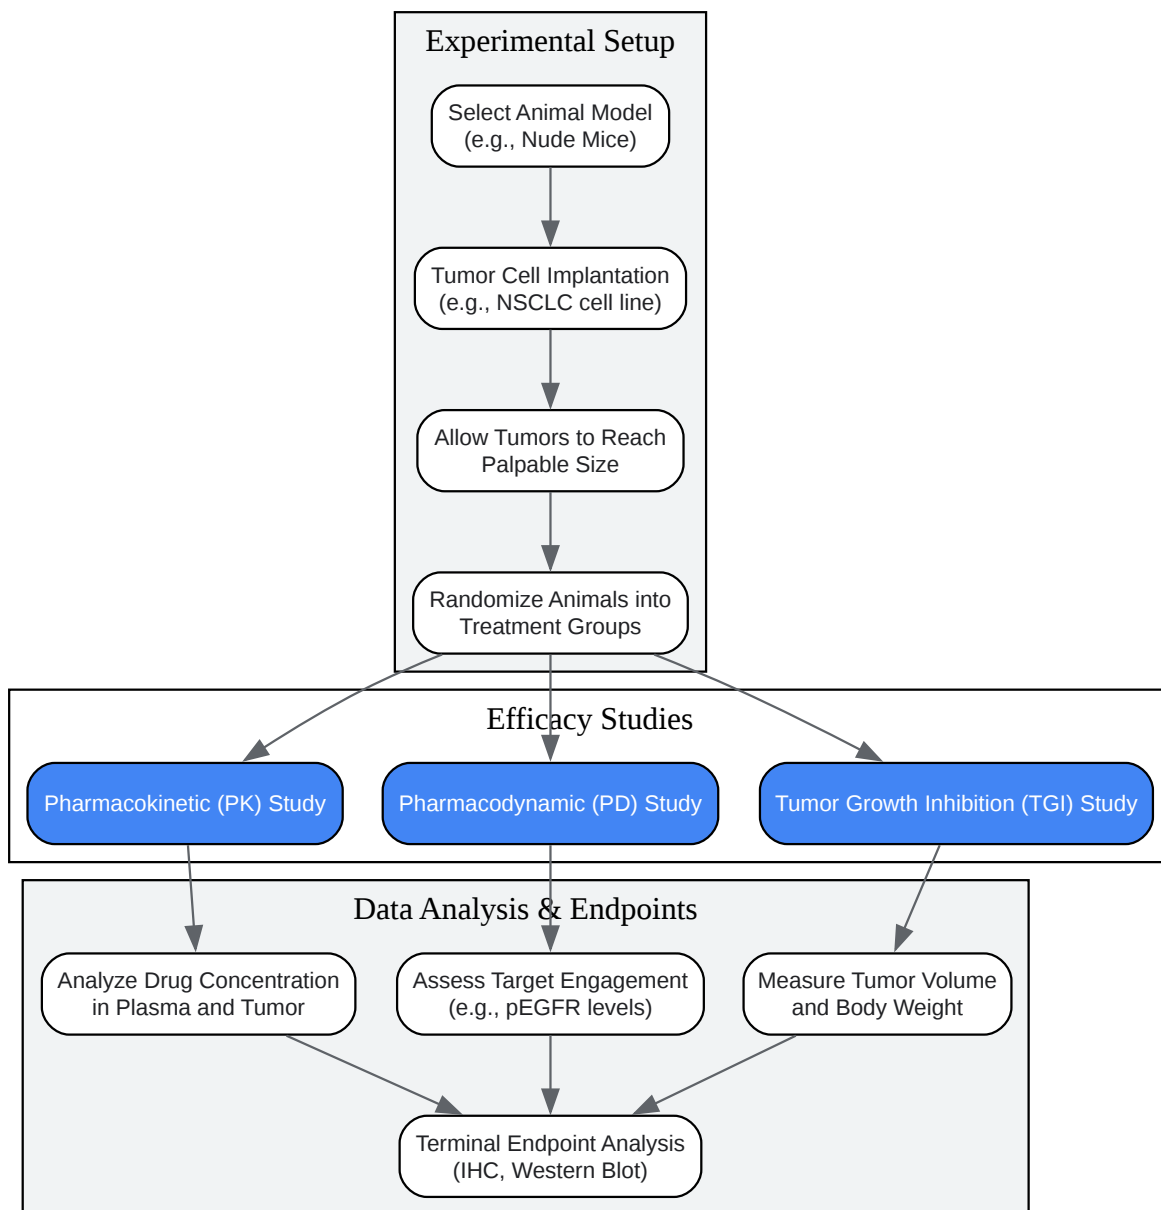 Experimental Setup
Select Animal Model
(e.g., Nude Mice)
Tumor Cell Implantation
(e.g., NSCLC cell line)
Allow Tumors to Reach
Palpable Size
Randomize Animals into
Treatment Groups
Efficacy Studies
Pharmacokinetic (PK) Study
Pharmacodynamic (PD) Study
Tumor Growth Inhibition (TGI) Study
Data Analysis & Endpoints
Analyze Drug Concentration
in Plasma and Tumor
Assess Target Engagement
(e.g., pEGFR levels)
Measure Tumor Volume
and Body Weight
Terminal Endpoint Analysis
(IHC, Western Blot)